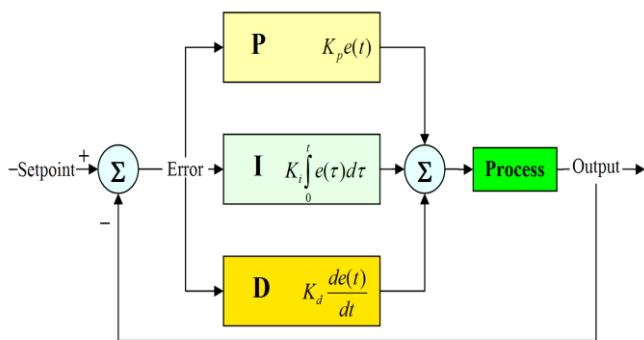 P K_p e(t)
+
–Setpoint Σ Error I K_i ∫_0^t e(τ)dτ Σ Process Output
−
D K_d de(t)/dt